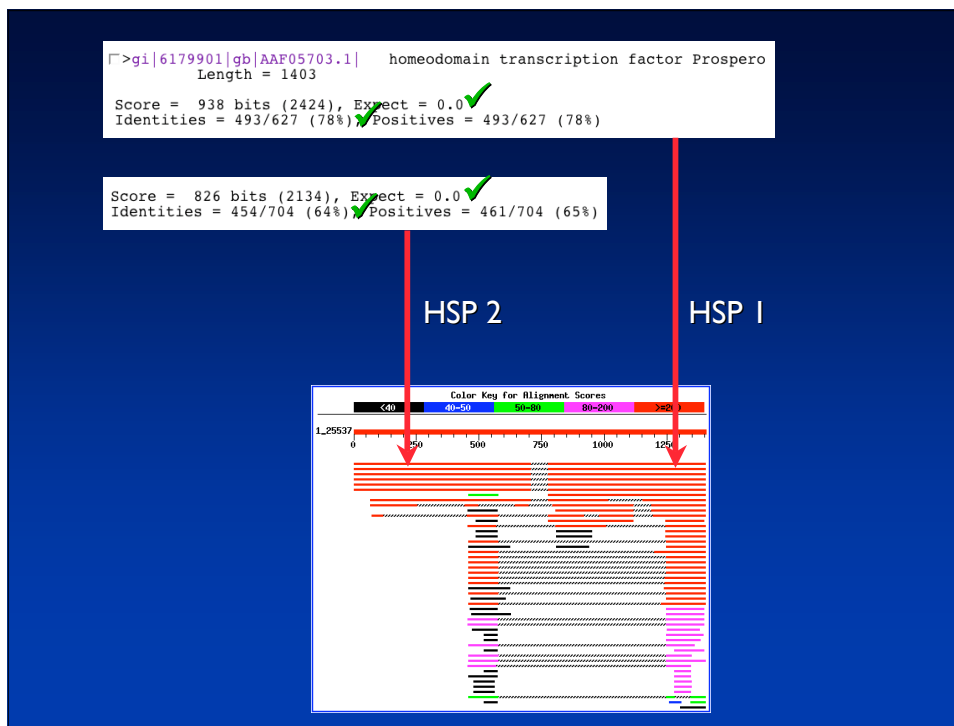 >gi|6179901|gb|AAF05703.1| homeodomain transcription factor Prospero
Length = 1403
Score = 938 bits (2424), Expect = 0.0
Identities = 493/627 (78%), Positives = 493/627 (78%)
Score = 826 bits (2134), Expect = 0.0
Identities = 454/704 (64%), Positives = 461/704 (65%)
HSP 2 HSP 1
Color Key for Alignment Scores
<40 40-50 50-80 80-200 >=200
1_25537
0 250 500 750 1000 1250